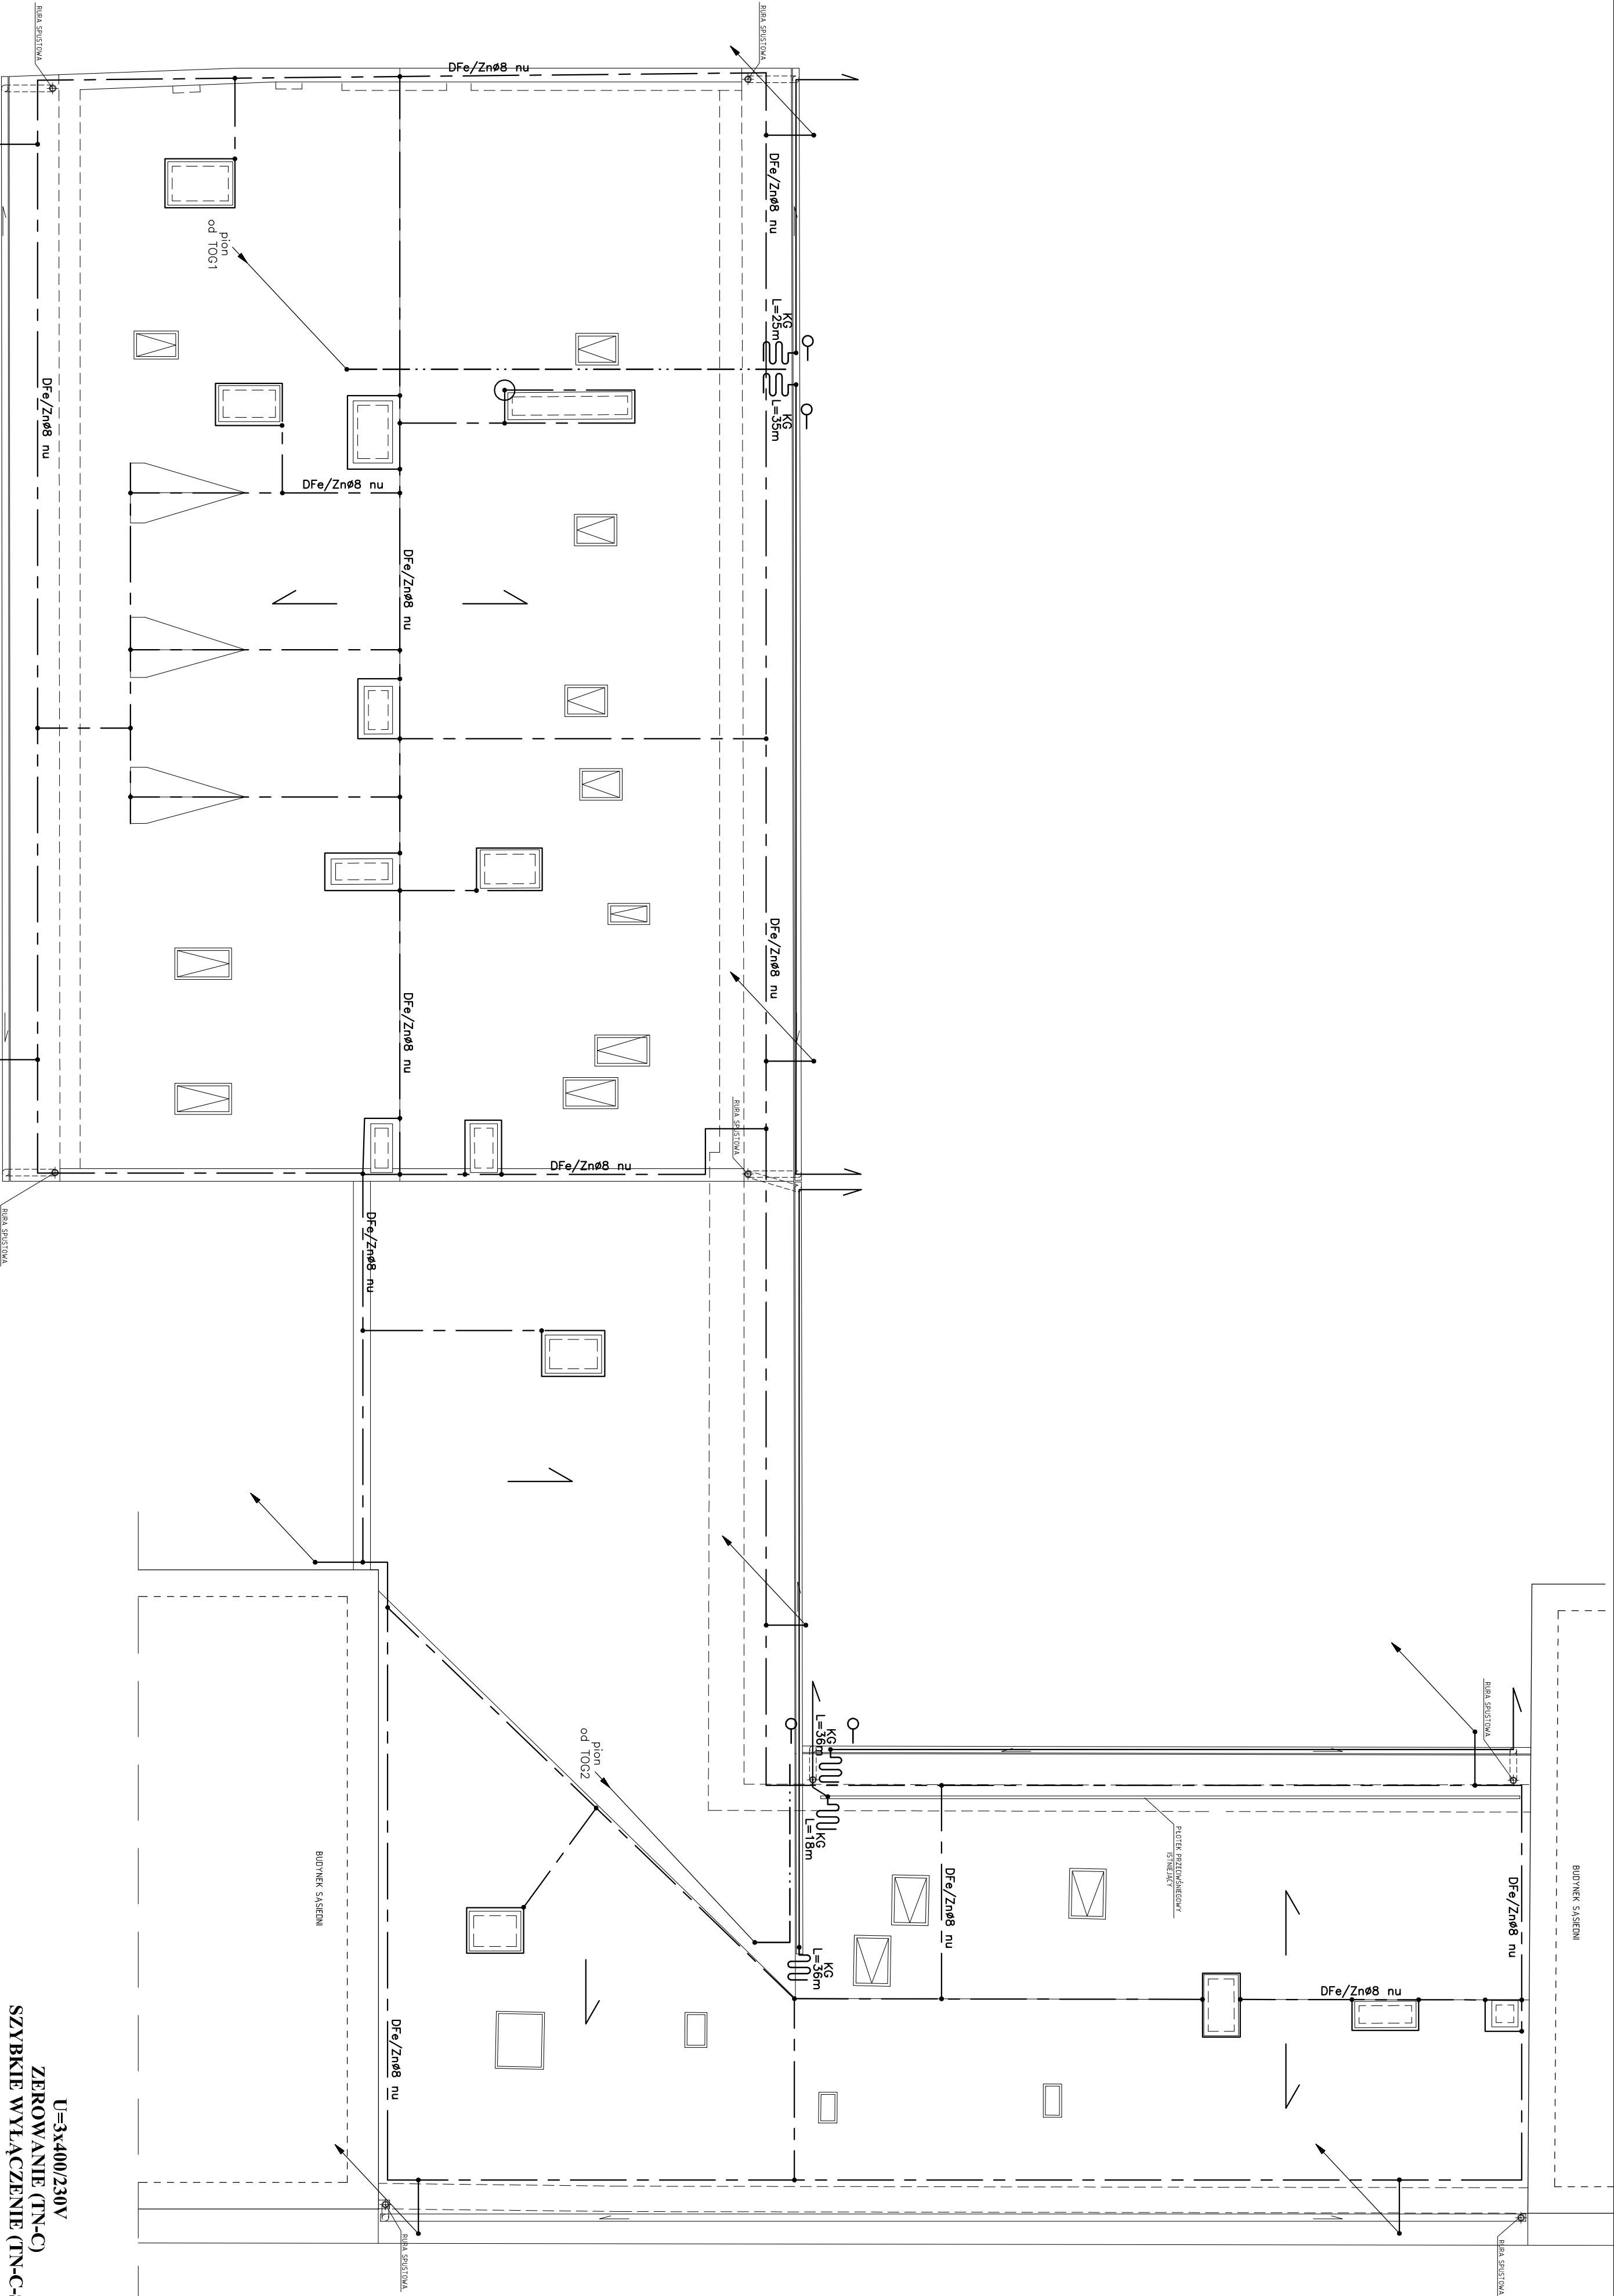 RURA SPUSTOWA
RURA SPUSTOWA
DFe/Znø8 nu
DFe/Znø8 nu
pion
od TOG1
KG
L=25m
KG
L=35m
DFe/Znø8 nu
DFe/Znø8 nu
DFe/Znø8 nu
DFe/Znø8 nu
DFe/Znø8 nu
RURA SPUSTOWA
DFe/Znø8 nu
RURA SPUSTOWA
DFe/Znø8 nu
pion
od TOG2
KG
L=36m
KG
L=18m
KG
L=36m
RURA SPUSTOWA
PŁOTEK PRZECIWŚNIEGOWY
ISTNIEJĄCY
DFe/Znø8 nu
DFe/Znø8 nu
DFe/Znø8 nu
BUDYNEK SĄSIEDNI
BUDYNEK SĄSIEDNI
DFe/Znø8 nu
RURA SPUSTOWA
RURA SPUSTOWA
U=3x400/230V
ZEROWANIE (TN-C)
SZYBKIE WYŁĄCZENIE (TN-C-